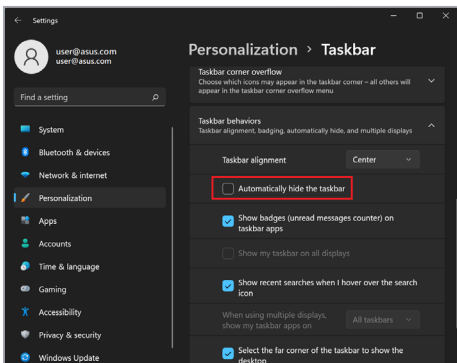 Settings
user@asus.com
user@asus.com
Find a setting
System
Bluetooth & devices
Network & internet
Personalization
Apps
Accounts
Time & language
Gaming
Accessibility
Privacy & security
Windows Update
Personalization > Taskbar
Taskbar corner overflow
Choose which icons may appear in the taskbar corner – all others will
appear in the taskbar corner overflow menu
Taskbar behaviors
Taskbar alignment, badging, automatically hide, and multiple displays
Taskbar alignment
Center
Automatically hide the taskbar
Show badges (unread messages counter) on
taskbar apps
Show my taskbar on all displays
Show recent searches when I hover over the search
icon
When using multiple displays,
show my taskbar apps on
All taskbars
Select the far corner of the taskbar to show the
desktop